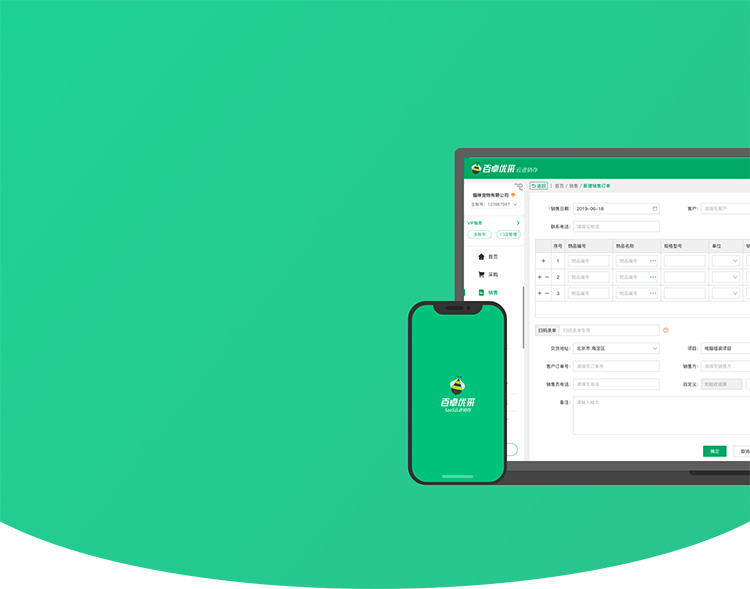 百卓优采 云进销存
返回 | 首页 / 销售 / 新建销售订单
猫咪宠物有限公司
主账号: 123987987
VIP服务
多账号 门店管理
首页
采购
销售
*销售日期: 2019-06-18 客户: 请填写客户
联系电话: 请填写电话
序号 物品编号 物品名称 规格型号 单位
+ 1 物品编号 物品编号 •••
+ − 2 物品编号 物品编号 •••
+ − 3 物品编号 物品编号 •••
扫码录单 扫码录单专用
交货地址: 北京市 海淀区 项目: 电脑组装项目
客户订单号: 请填写订单号 销售方: 请填写销售方
销售员电话: 请填写电话 自定义:
备注: 请输入备注
确定 取消
百卓优采
SaaS云进销存